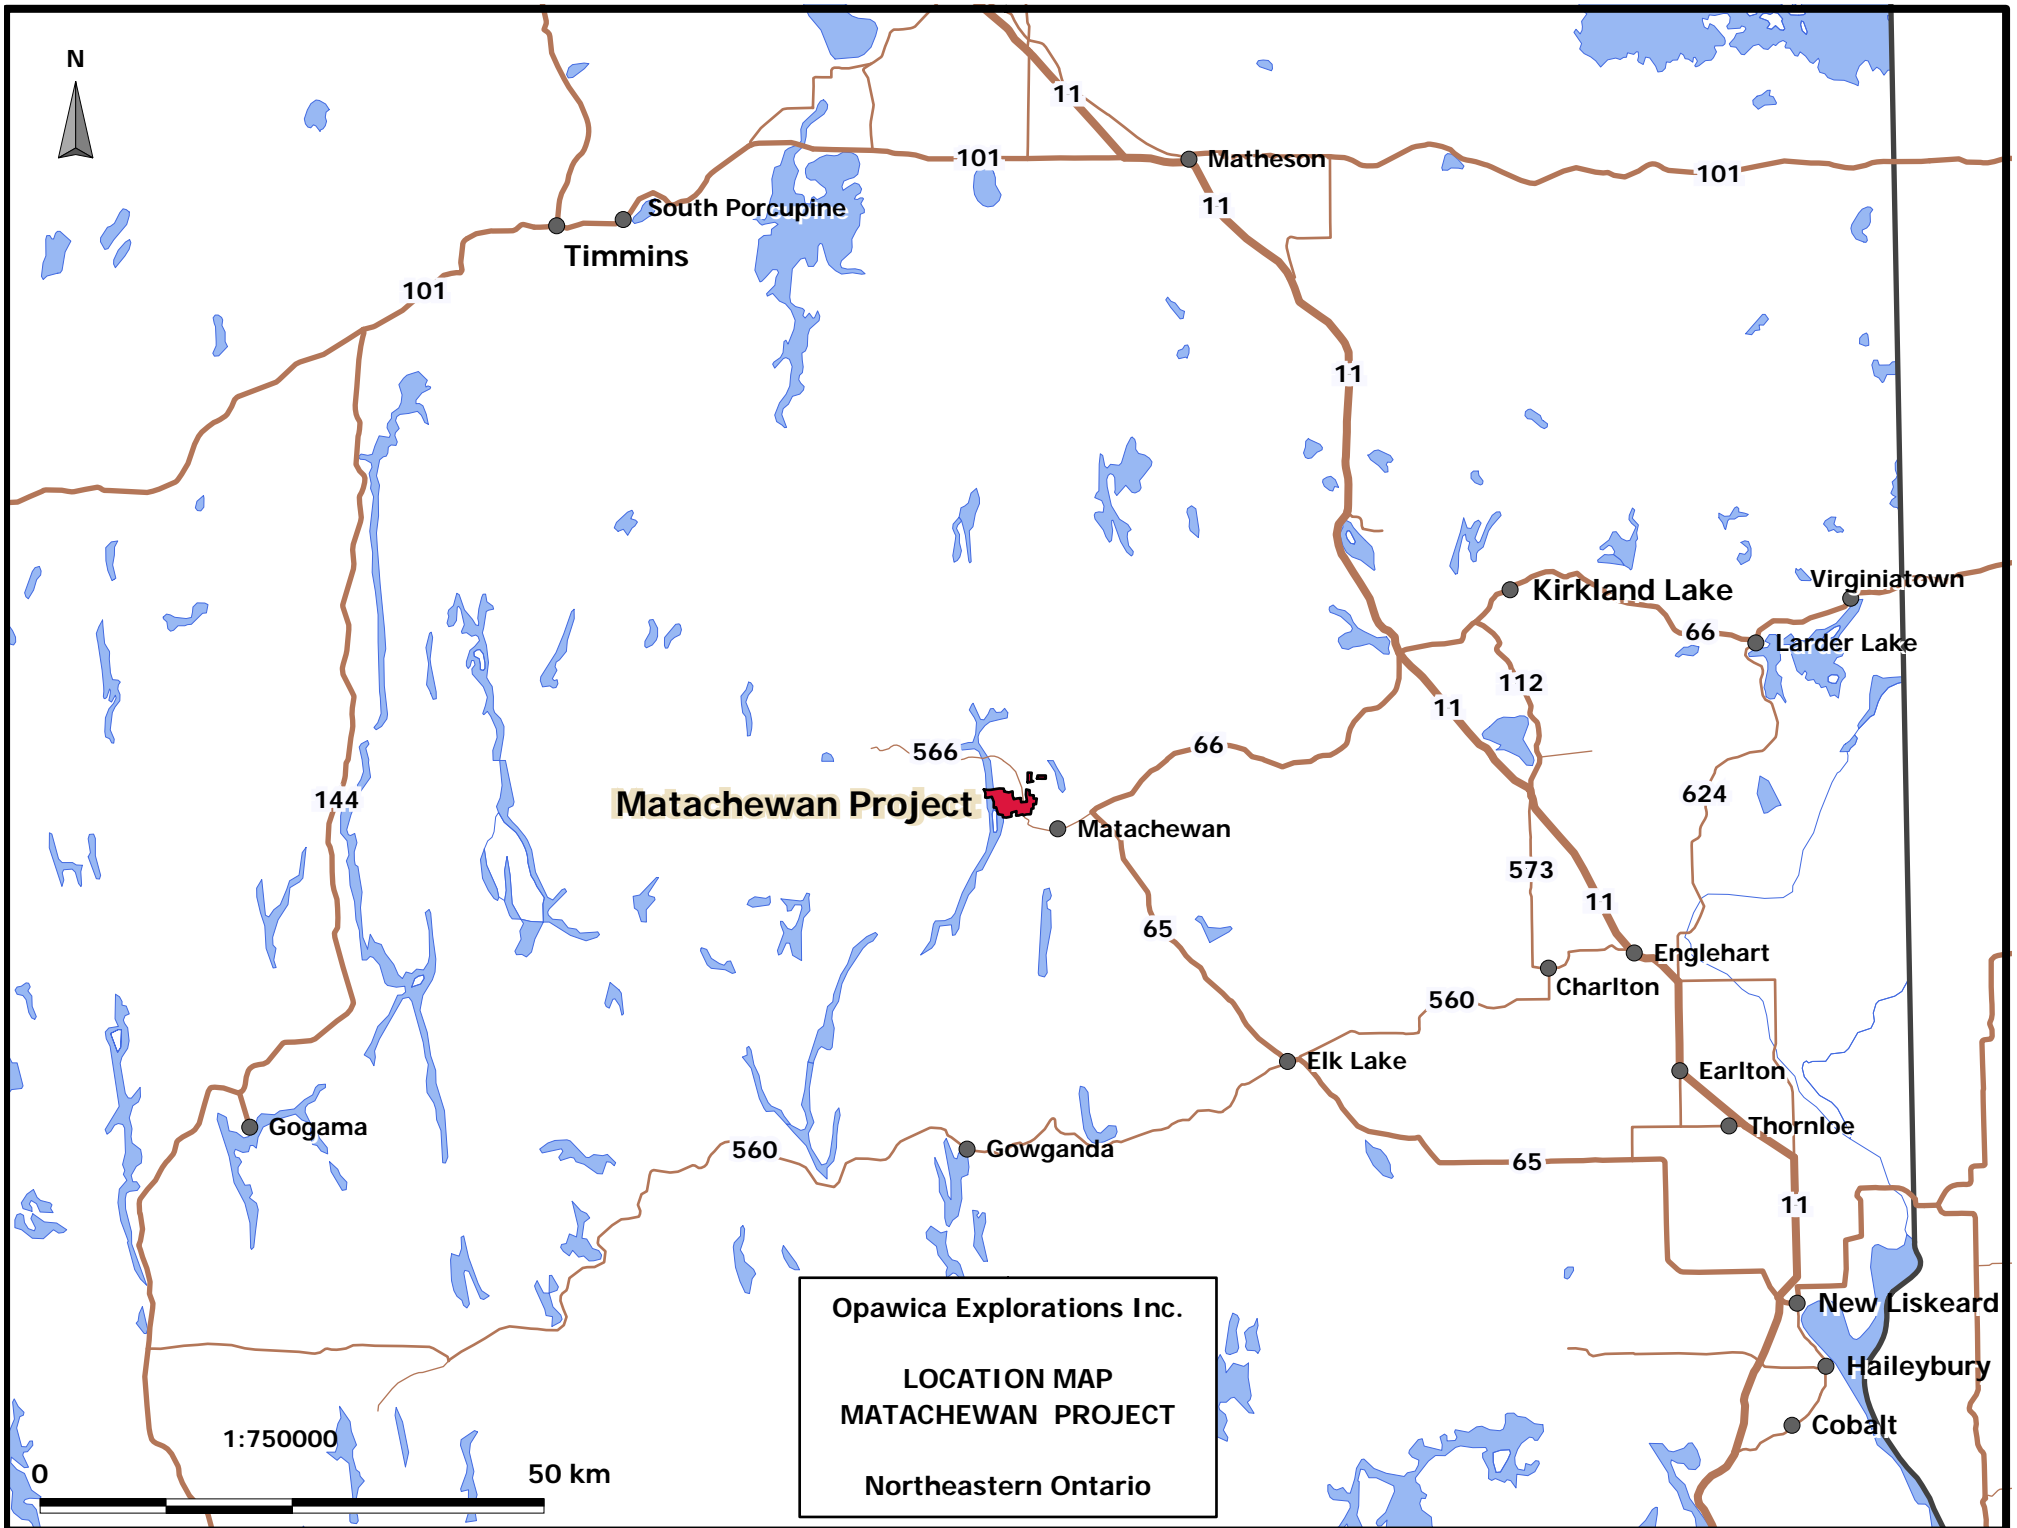 N
11
101
Matheson
101
11
South Porcupine
Timmins
101
11
Virginiatown
Kirkland Lake
66
Larder Lake
112
11
66
566
144
Matachewan Project
624
Matachewan
573
11
65
Englehart
Charlton
560
Elk Lake
Earlton
Gogama
Thornloe
560
Gowganda
65
11
New Liskeard
Haileybury
Cobalt
Opawica Explorations Inc.
LOCATION MAP
MATACHEWAN PROJECT
Northeastern Ontario
1:750000
0
50 km